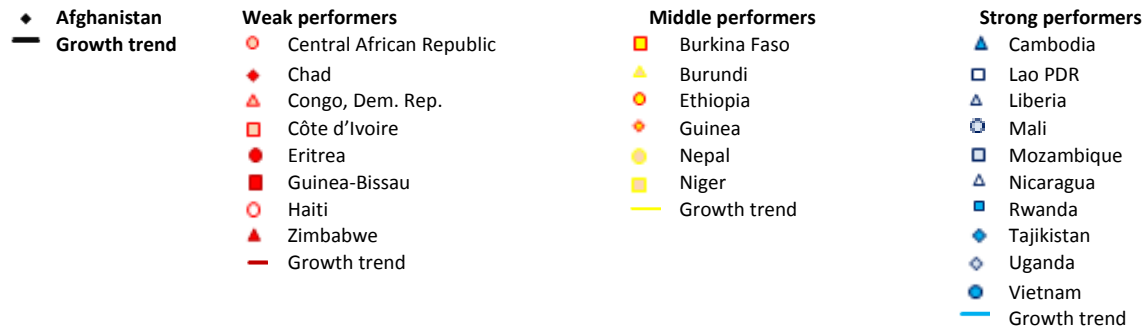 Afghanistan
Growth trend
Weak performers
Central African Republic
Chad
Congo, Dem. Rep.
Côte d’Ivoire
Eritrea
Guinea-Bissau
Haiti
Zimbabwe
Growth trend
Middle performers
Burkina Faso
Burundi
Ethiopia
Guinea
Nepal
Niger
Growth trend
Strong performers
Cambodia
Lao PDR
Liberia
Mali
Mozambique
Nicaragua
Rwanda
Tajikistan
Uganda
Vietnam
Growth trend